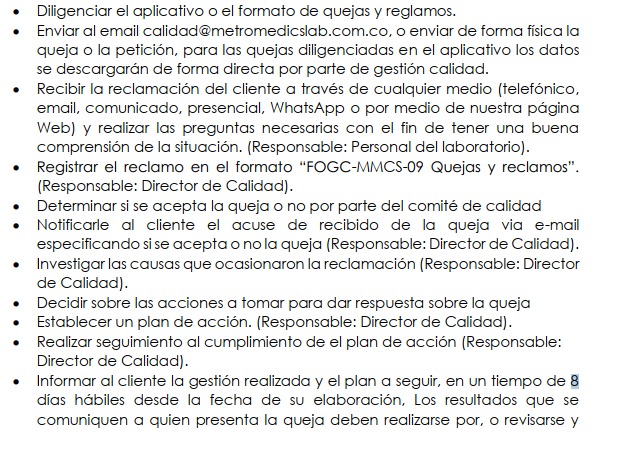 • Diligenciar el aplicativo o el formato de quejas y reglamos.
• Enviar al email calidad@metromedicslab.com.co, o enviar de forma física la
queja o la petición, para las quejas diligenciadas en el aplicativo los datos
se descargarán de forma directa por parte de gestión calidad.
• Recibir la reclamación del cliente a través de cualquier medio (telefónico,
email, comunicado, presencial, WhatsApp o por medio de nuestra página
Web) y realizar las preguntas necesarias con el fin de tener una buena
comprensión de la situación. (Responsable: Personal del laboratorio).
• Registrar el reclamo en el formato “FOGC-MMCS-09 Quejas y reclamos”.
(Responsable: Director de Calidad).
• Determinar si se acepta la queja o no por parte del comité de calidad
• Notificarle al cliente el acuse de recibido de la queja via e-mail
especificando si se acepta o no la queja (Responsable: Director de Calidad).
• Investigar las causas que ocasionaron la reclamación (Responsable: Director
de Calidad).
• Decidir sobre las acciones a tomar para dar respuesta sobre la queja
• Establecer un plan de acción. (Responsable: Director de Calidad).
• Realizar seguimiento al cumplimiento de el plan de acción (Responsable:
Director de Calidad).
• Informar al cliente la gestión realizada y el plan a seguir, en un tiempo de 8
días hábiles desde la fecha de su elaboración, Los resultados que se
comuniquen a quien presenta la queja deben realizarse por, o revisarse y